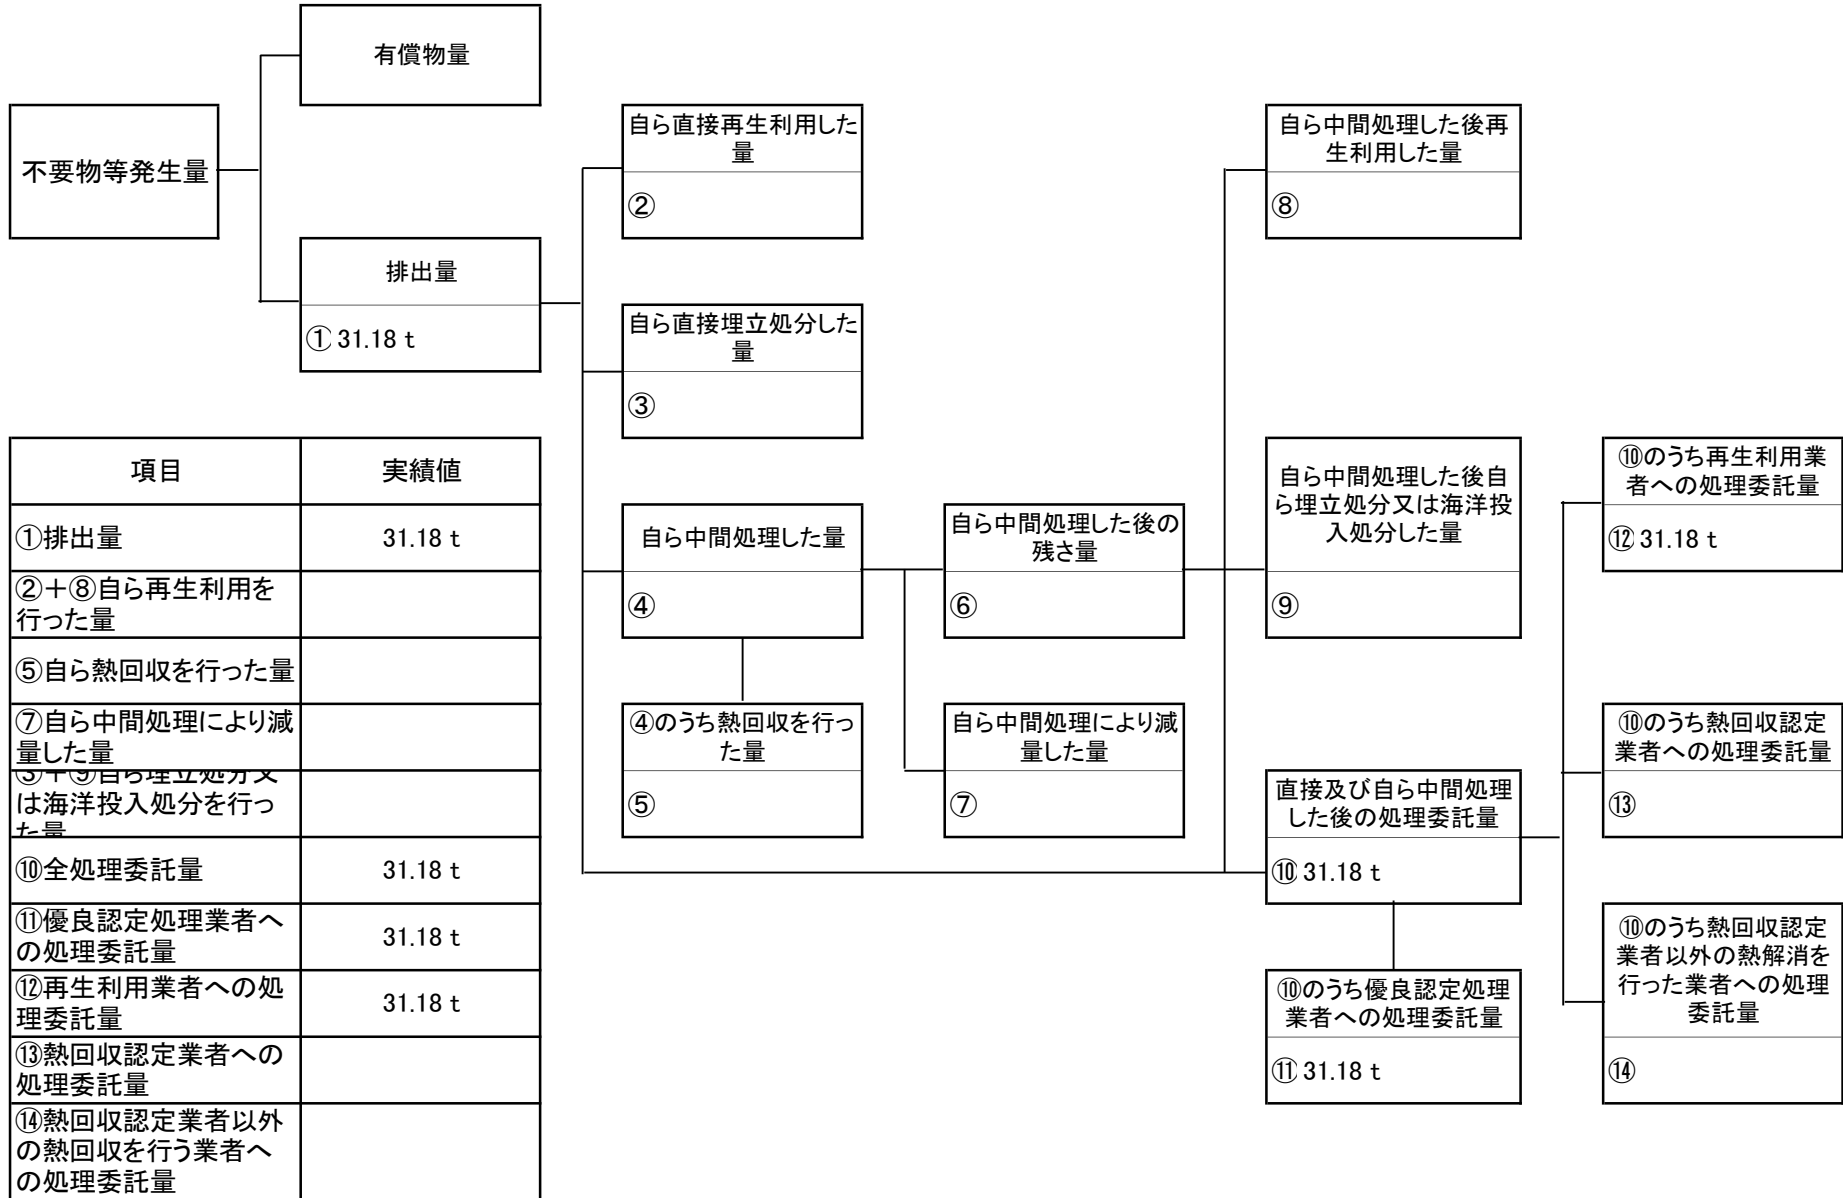 有償物量
不要物等発生量
排出量
① 31.18 t
自ら直接再生利用した
量
②
自ら直接埋立処分した
量
③
自ら中間処理した量
④
④のうち熱回収を行っ
た量
⑤
自ら中間処理した後の
残さ量
⑥
自ら中間処理により減
量した量
⑦
自ら中間処理した後再
生利用した量
⑧
自ら中間処理した後自
ら埋立処分又は海洋投
入処分した量
⑨
直接及び自ら中間処理
した後の処理委託量
⑩ 31.18 t
⑩のうち優良認定処理
業者への処理委託量
⑪ 31.18 t
⑩のうち再生利用業
者への処理委託量
⑫ 31.18 t
⑩のうち熱回収認定
業者への処理委託量
⑬
⑩のうち熱回収認定
業者以外の熱解消を
行った業者への処理
委託量
⑭
項目 実績値
①排出量 31.18 t
②＋⑧自ら再生利用を
行った量
⑤自ら熱回収を行った量
⑦自ら中間処理により減
量した量
③＋⑨自ら埋立処分又
は海洋投入処分を行っ
た量
⑩全処理委託量 31.18 t
⑪優良認定処理業者へ
の処理委託量 31.18 t
⑫再生利用業者への処
理委託量 31.18 t
⑬熱回収認定業者への
処理委託量
⑭熱回収認定業者以外
の熱回収を行う業者へ
の処理委託量